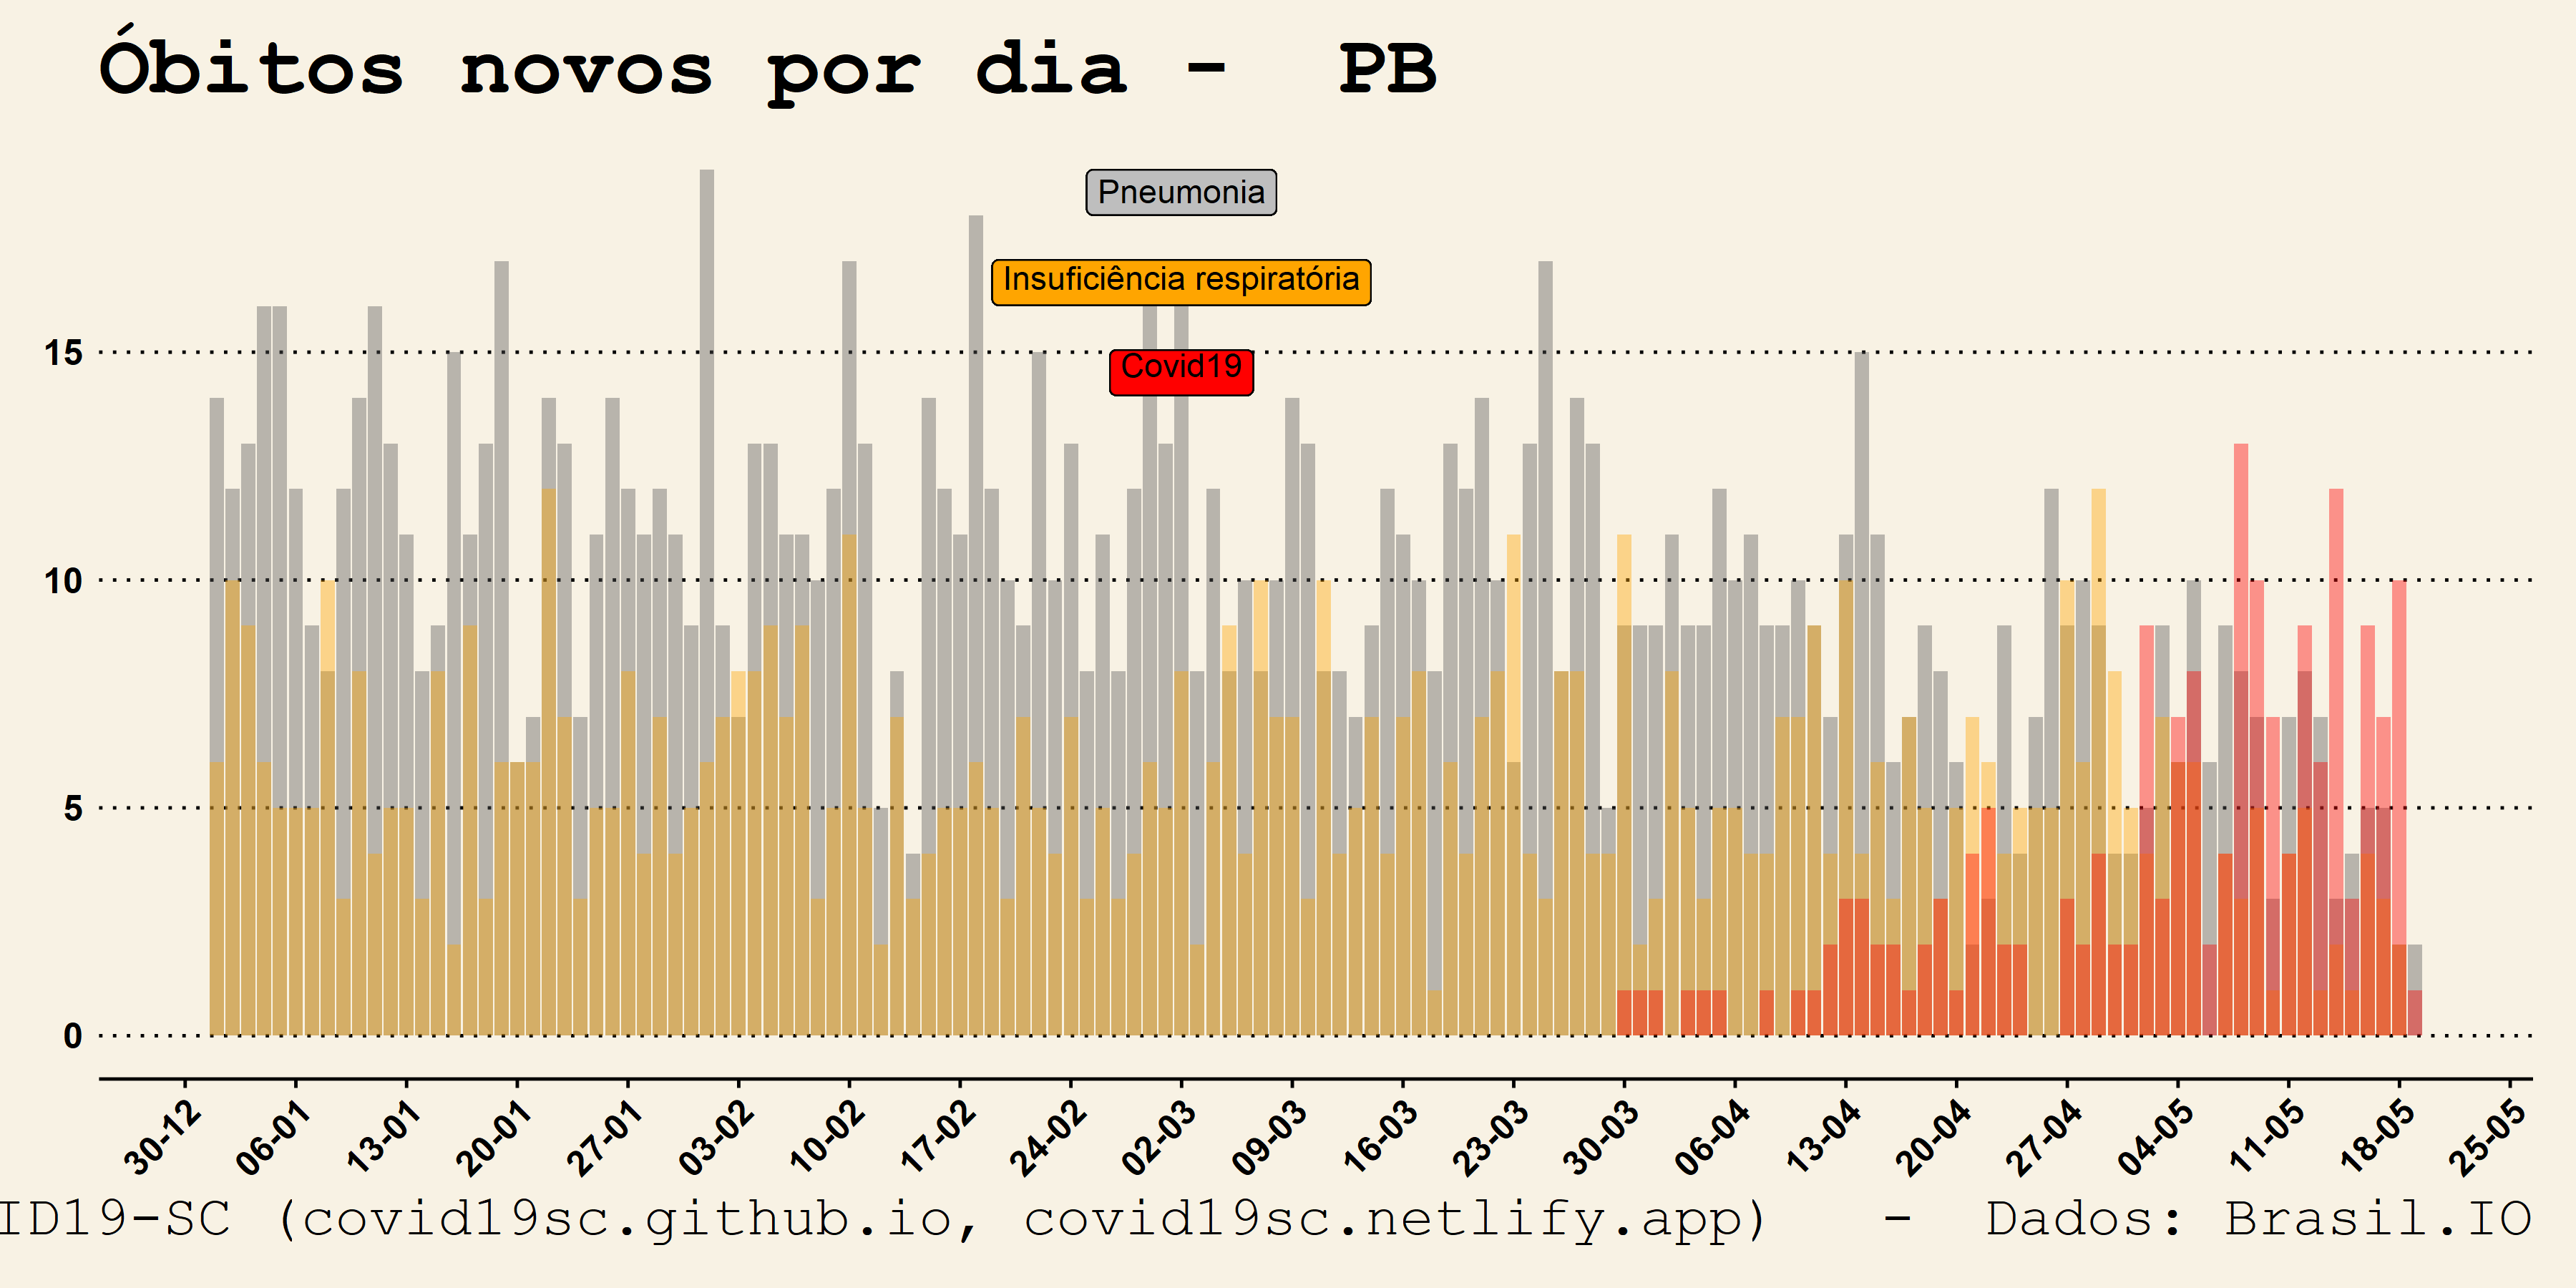 Óbitos novos por dia - PB
Pneumonia
Insuficiência respiratória
Covid19
15
10
5
0
30-12 06-01 13-01 20-01 27-01 03-02 10-02 17-02 24-02 02-03 09-03 16-03 23-03 30-03 06-04 13-04 20-04 27-04 04-05 11-05 18-05 25-05
ID19-SC (covid19sc.github.io, covid19sc.netlify.app) - Dados: Brasil.IO